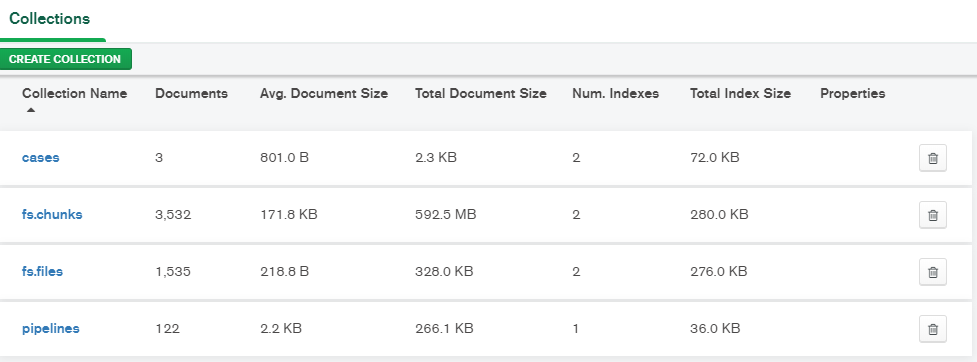 Collections
CREATE COLLECTION
Collection Name Documents Avg. Document Size Total Document Size Num. Indexes Total Index Size Properties
cases 3 801.0 B 2.3 KB 2 72.0 KB
fs.chunks 3,532 171.8 KB 592.5 MB 2 280.0 KB
fs.files 1,535 218.8 B 328.0 KB 2 276.0 KB
pipelines 122 2.2 KB 266.1 KB 1 36.0 KB